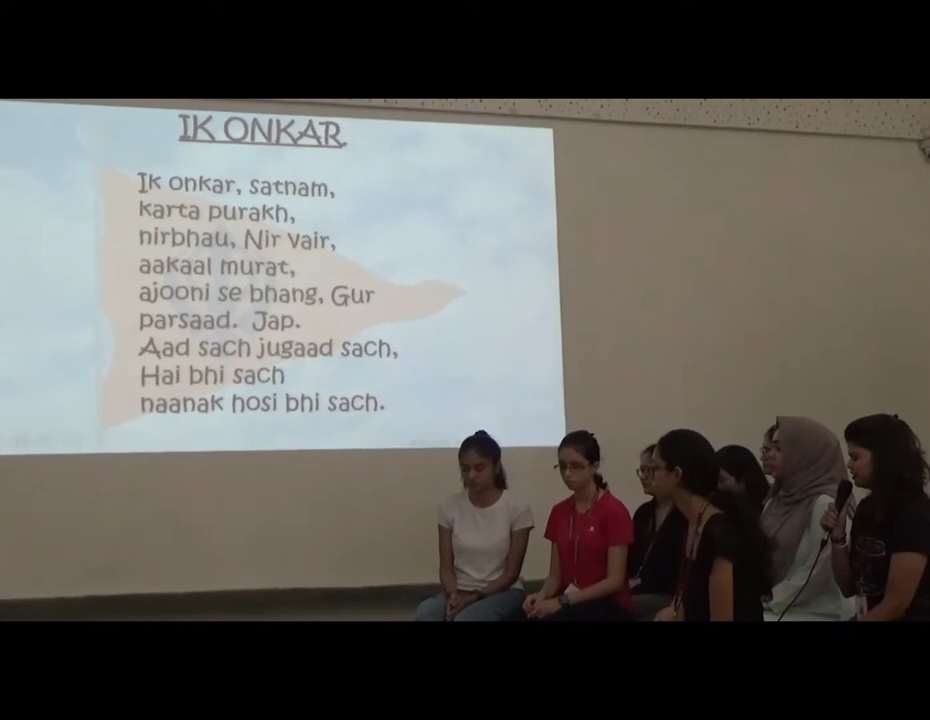 IK ONKAR
Ik onkar, satnam,
karta purakh,
nirbhau, Nir vair,
aakaal murat,
ajooni se bhang, Gur
parsaad.  Jap.
Aad sach jugaad sach,
Hai bhi sach
naanak hosi bhi sach.